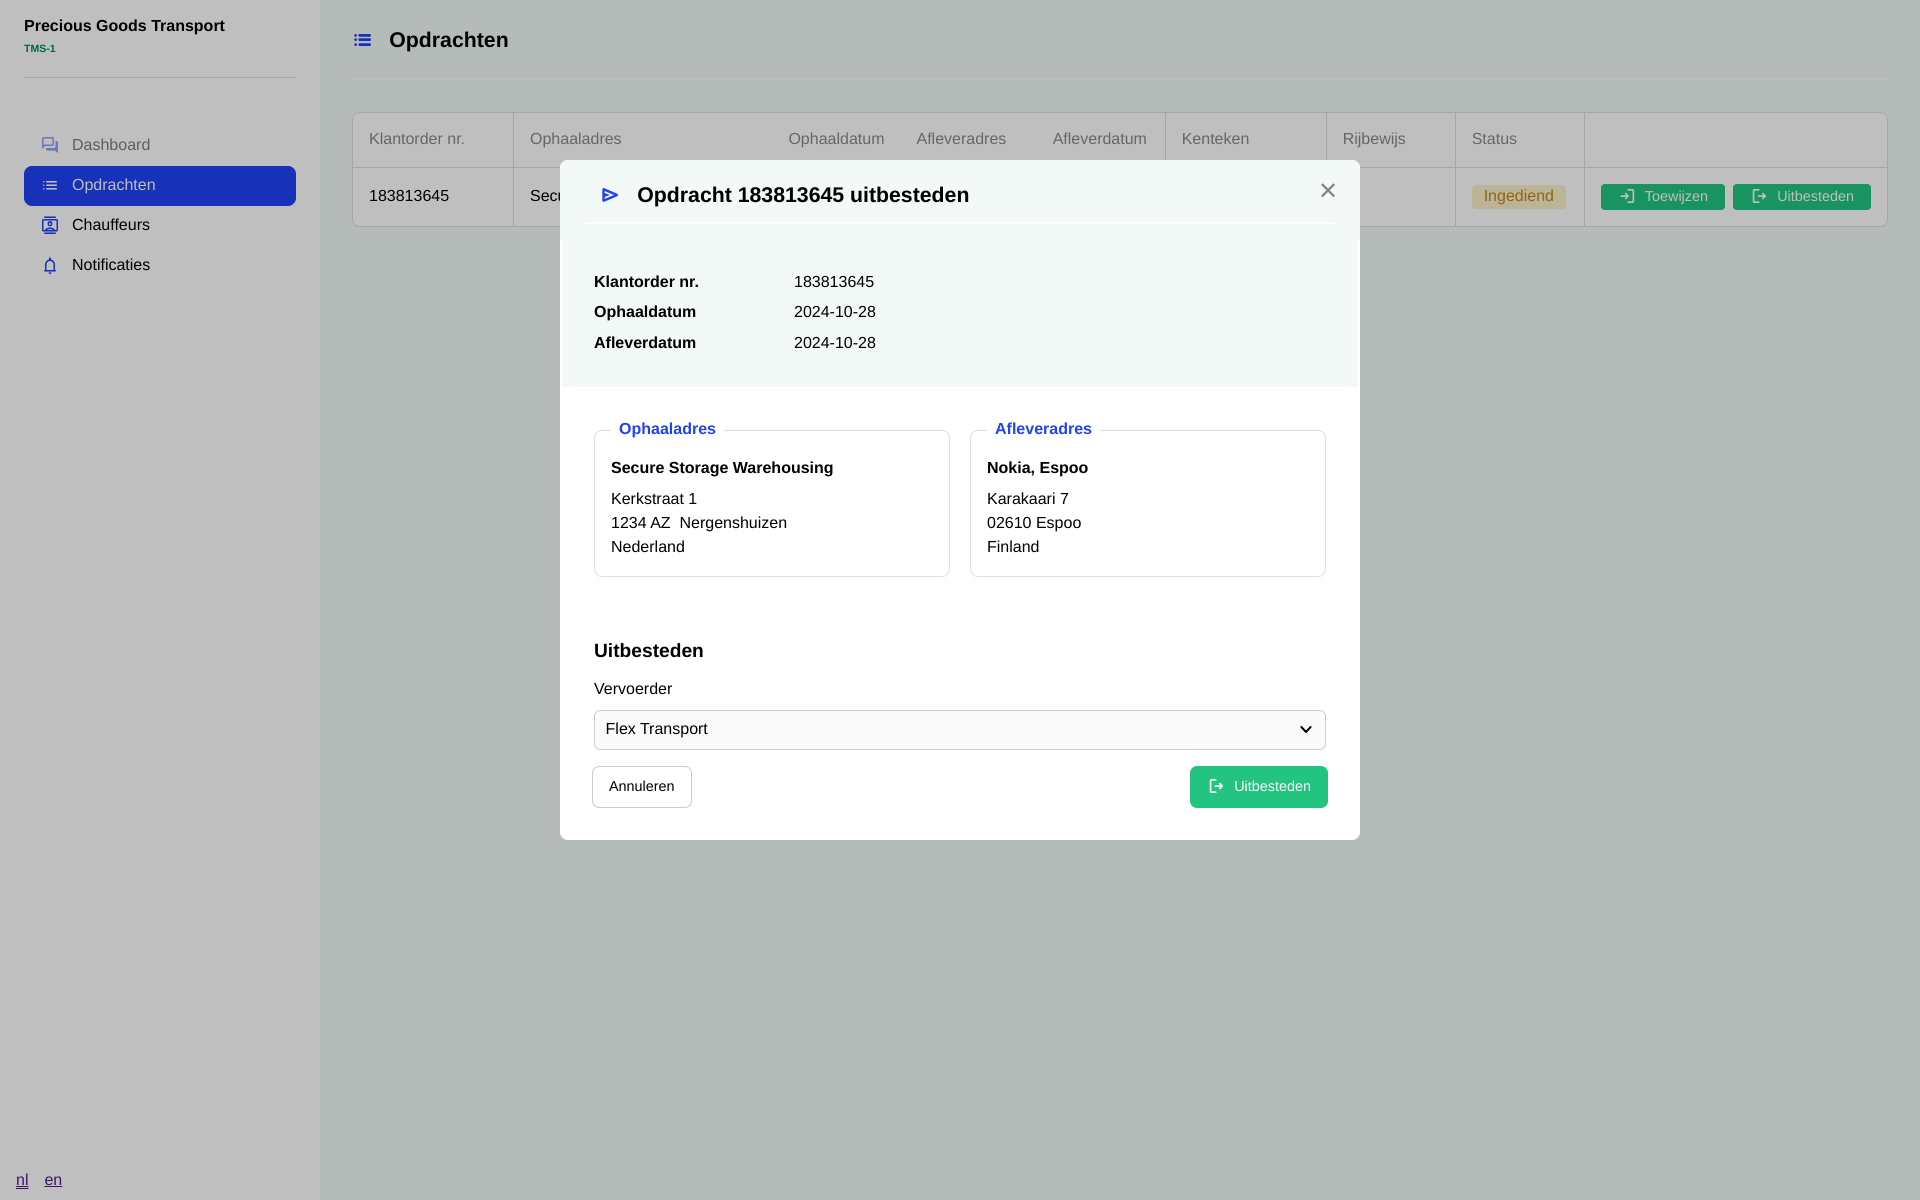 Precious Goods Transport
TMS-1
Dashboard
Opdrachten
Chauffeurs
Notificaties
nl en
Opdrachten
Klantorder nr. Ophaaladres Ophaaldatum Afleveradres Afleverdatum Kenteken Rijbewijs Status
183813645 Ingediend Toewijzen Uitbesteden
Opdracht 183813645 uitbesteden
Klantorder nr. 183813645
Ophaaldatum 2024-10-28
Afleverdatum 2024-10-28
Ophaaladres
Secure Storage Warehousing
Kerkstraat 1
1234 AZ Nergenshuizen
Nederland
Afleveradres
Nokia, Espoo
Karakaari 7
02610 Espoo
Finland
Uitbesteden
Vervoerder
Flex Transport
Annuleren Uitbesteden